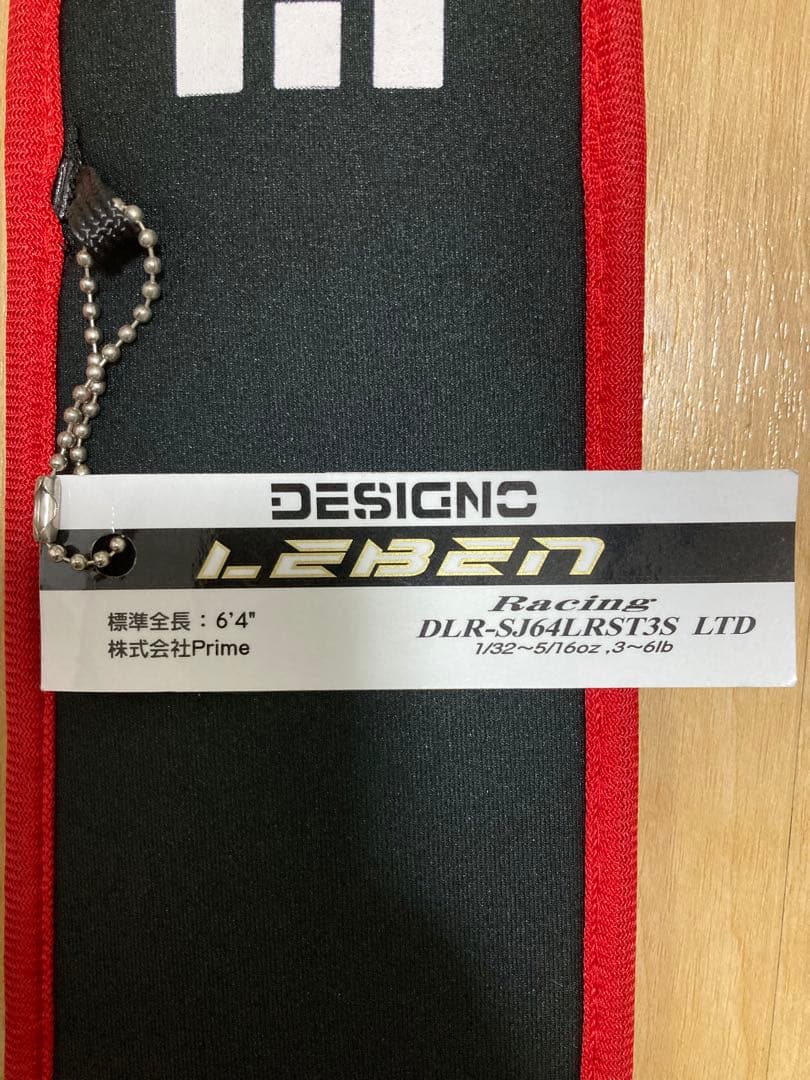 DESIGNO
LEBEN
Racing
標準全長：6'4"
DLR-SJ64LRST3S LTD
株式会社Prime
1/32～5/16oz ,3～6lb